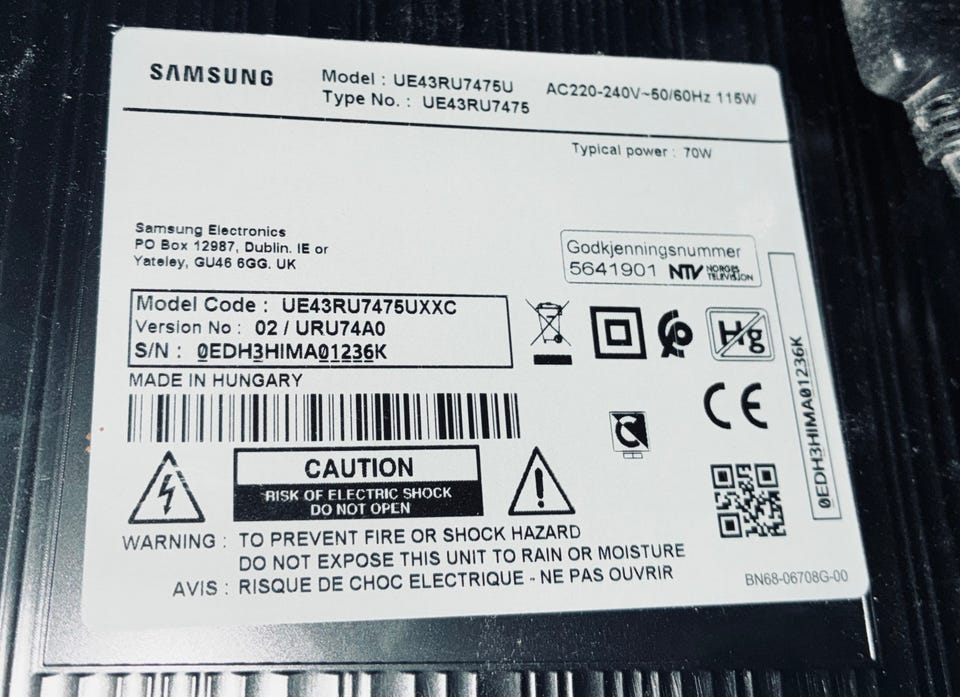 SAMSUNG
Model : UE43RU7475U
Type No. : UE43RU7475
AC220-240V~50/60Hz 115W
Typical power : 70W
Samsung Electronics
PO Box 12987, Dublin. IE or
Yateley, GU46 6GG. UK
Godkjenningsnummer
5641901 NTV NORGES TELEVISJON
Model Code : UE43RU7475UXXC
Version No : 02 / URU74A0
S/N : 0EDH3HIMA01236K
MADE IN HUNGARY
Hg
CE
0EDH3HIMA01236K
CAUTION
RISK OF ELECTRIC SHOCK
DO NOT OPEN
WARNING : TO PREVENT FIRE OR SHOCK HAZARD
DO NOT EXPOSE THIS UNIT TO RAIN OR MOISTURE
AVIS : RISQUE DE CHOC ELECTRIQUE - NE PAS OUVRIR
BN68-06708G-00